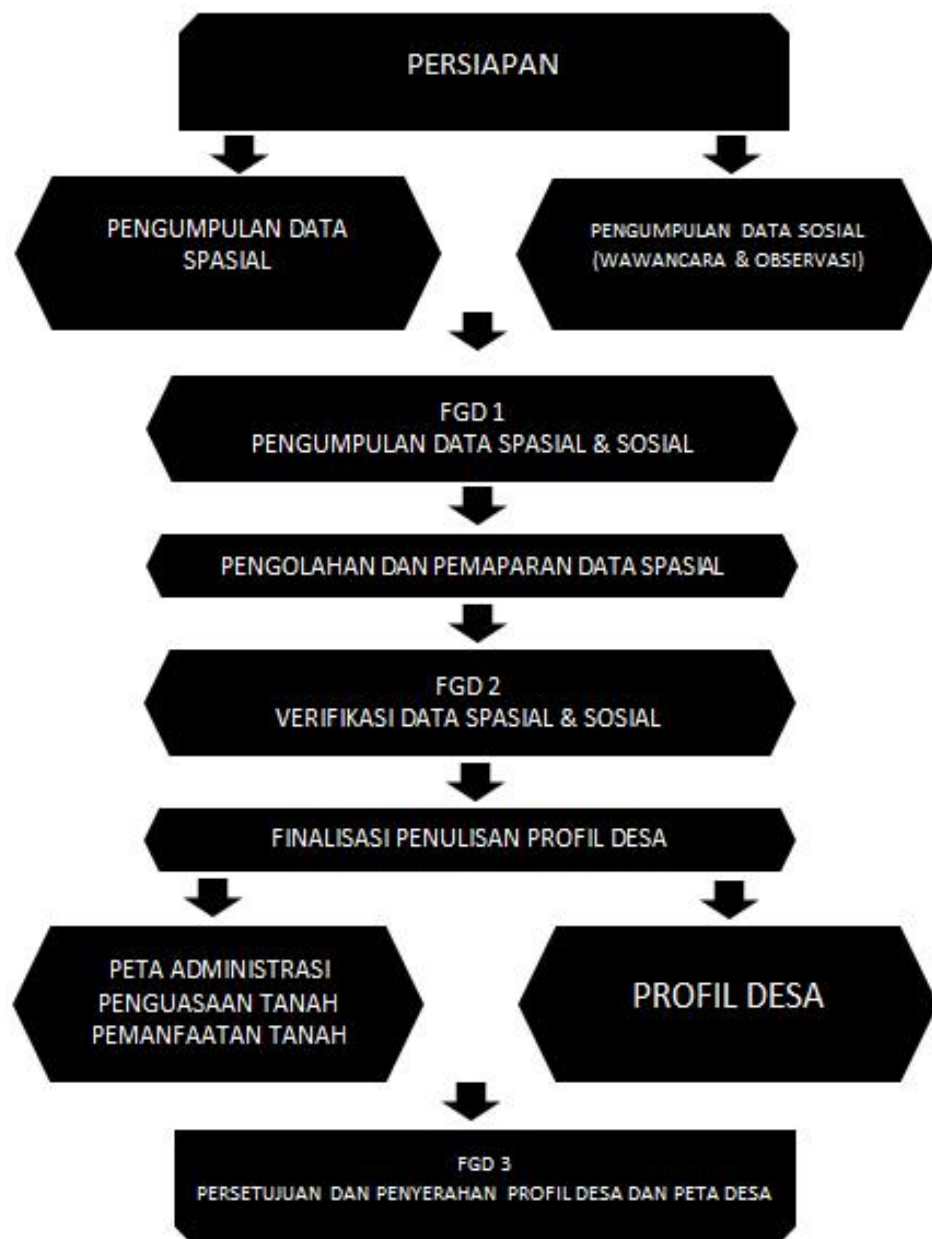 PERSIAPAN
PENGUMPULAN DATA
SPASIAL
PENGUMPULAN DATA SOSIAL
(WAWANCARA & OBSERVASI)
FGD 1
PENGUMPULAN DATA SPASIAL & SOSIAL
PENGOLAHAN DAN PEMAPARAN DATA SPASIAL
FGD 2
VERIFIKASI DATA SPASIAL & SOSIAL
FINALISASI PENULISAN PROFIL DESA
PETA ADMINISTRASI
PENGUASAAN TANAH
PEMANFAATAN TANAH
PROFIL DESA
FGD 3
PERSETUJUAN DAN PENYERAHAN PROFIL DESA DAN PETA DESA